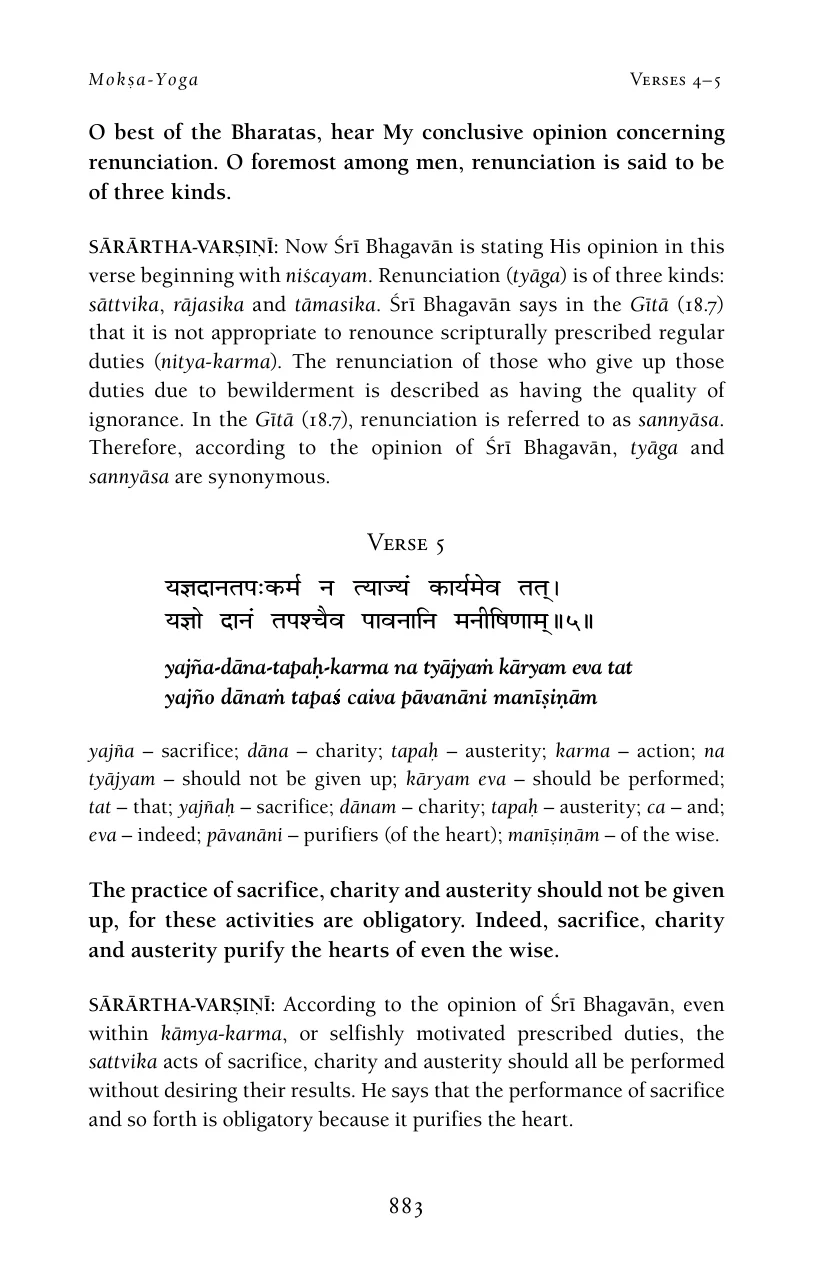 Mokṣa-Yoga Verses 4–5
O best of the Bharatas, hear My conclusive opinion concerning
renunciation. O foremost among men, renunciation is said to be
of three kinds.
SĀRĀRTHA-VARṢIṆĪ: Now Śrī Bhagavān is stating His opinion in this
verse beginning with niścayam. Renunciation (tyāga) is of three kinds:
sāttvika, rājasika and tāmasika. Śrī Bhagavān says in the Gītā (18.7)
that it is not appropriate to renounce scripturally prescribed regular
duties (nitya-karma). The renunciation of those who give up those
duties due to bewilderment is described as having the quality of
ignorance. In the Gītā (18.7), renunciation is referred to as sannyāsa.
Therefore, according to the opinion of Śrī Bhagavān, tyāga and
sannyāsa are synonymous.
Verse 5
यज्ञदानतपःकर्म न त्याज्यं कार्यमेव तत्।
यज्ञो दानं तपश्चैव पावनानि मनीषिणाम्॥५॥
yajña-dāna-tapaḥ-karma na tyājyaṁ kāryam eva tat
yajño dānaṁ tapaś caiva pāvanāni manīṣiṇām
yajña – sacrifice; dāna – charity; tapaḥ – austerity; karma – action; na
tyājyam – should not be given up; kāryam eva – should be performed;
tat – that; yajñaḥ – sacrifice; dānam – charity; tapaḥ – austerity; ca – and;
eva – indeed; pāvanāni – purifiers (of the heart); manīṣiṇām – of the wise.
The practice of sacrifice, charity and austerity should not be given
up, for these activities are obligatory. Indeed, sacrifice, charity
and austerity purify the hearts of even the wise.
SĀRĀRTHA-VARṢIṆĪ: According to the opinion of Śrī Bhagavān, even
within kāmya-karma, or selfishly motivated prescribed duties, the
sattvika acts of sacrifice, charity and austerity should all be performed
without desiring their results. He says that the performance of sacrifice
and so forth is obligatory because it purifies the heart.
883